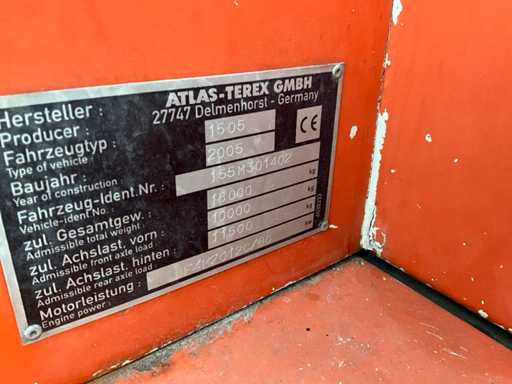 Hersteller : ATLAS-TEREX GMBH
Producer : 27747 Delmenhorst - Germany
Fahrzeugtyp : 1505
Type of vehicle
Baujahr : 2005
Year of construction
Fahrzeug-Ident.Nr. : 155M301402
Vehicle-ident No.
zul. Gesamtgew. : 18000 kg
Admissible total weight :
zul. Achslast. vorn : 10000 kg
Admissible front axle load :
zul. Achslast. hinten : 11500 kg
Admissible rear axle load :
Motorleistung :
Engine power :
CE